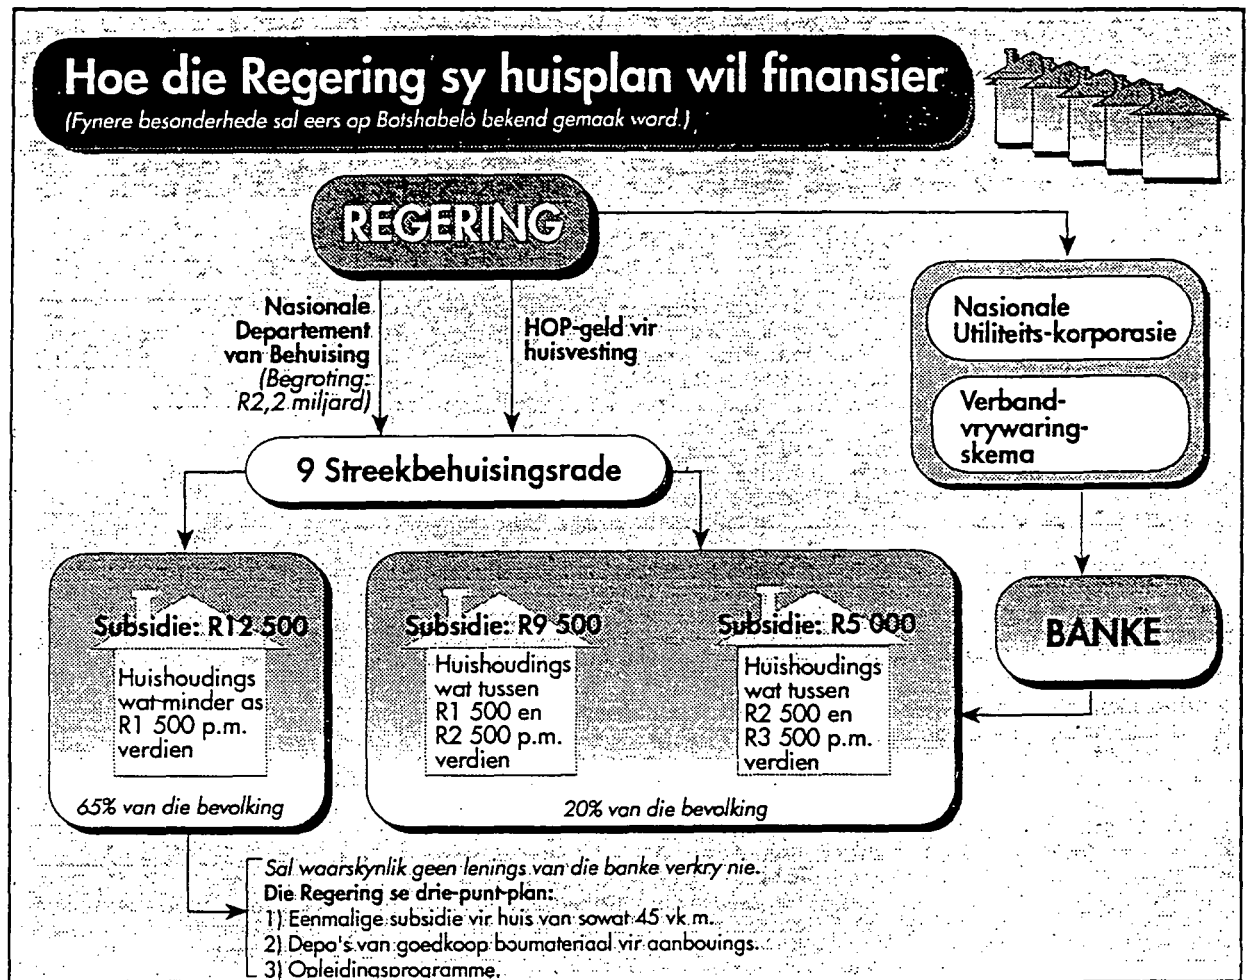 Hoe die Regering sy huisplan wil finansier
(Fynere besonderhede sal eers op Botshabelo bekend gemaak word.)
REGERING
Nasionale
Departement
van Behuising
(Begroting:
R2,2 miljard)
HOP-geld vir
huisvesting
Nasionale
Utiliteits-korporasie
Verband-
vrywaring-
skema
9 Streekbehuisingsrade
Subsidie: R12 500
Huishoudings
wat minder as
R1 500 p.m.
verdien
65% van die bevolking
Subsidie: R9 500
Huishoudings
wat tussen
R1 500 en
R2 500 p.m.
verdien
Subsidie: R5 000
Huishoudings
wat tussen
R2 500 en
R3 500 p.m.
verdien
20% van die bevolking
BANKE
Sal waarskynlik geen lenings van die banke verkry nie.
Die Regering se drie-punt-plan:
1) Eenmalige subsidie vir huis van sowat 45 vk m.
2) Depo's van goedkoop boumateriaal vir aanbouings.
3) Opleidingsprogramme.